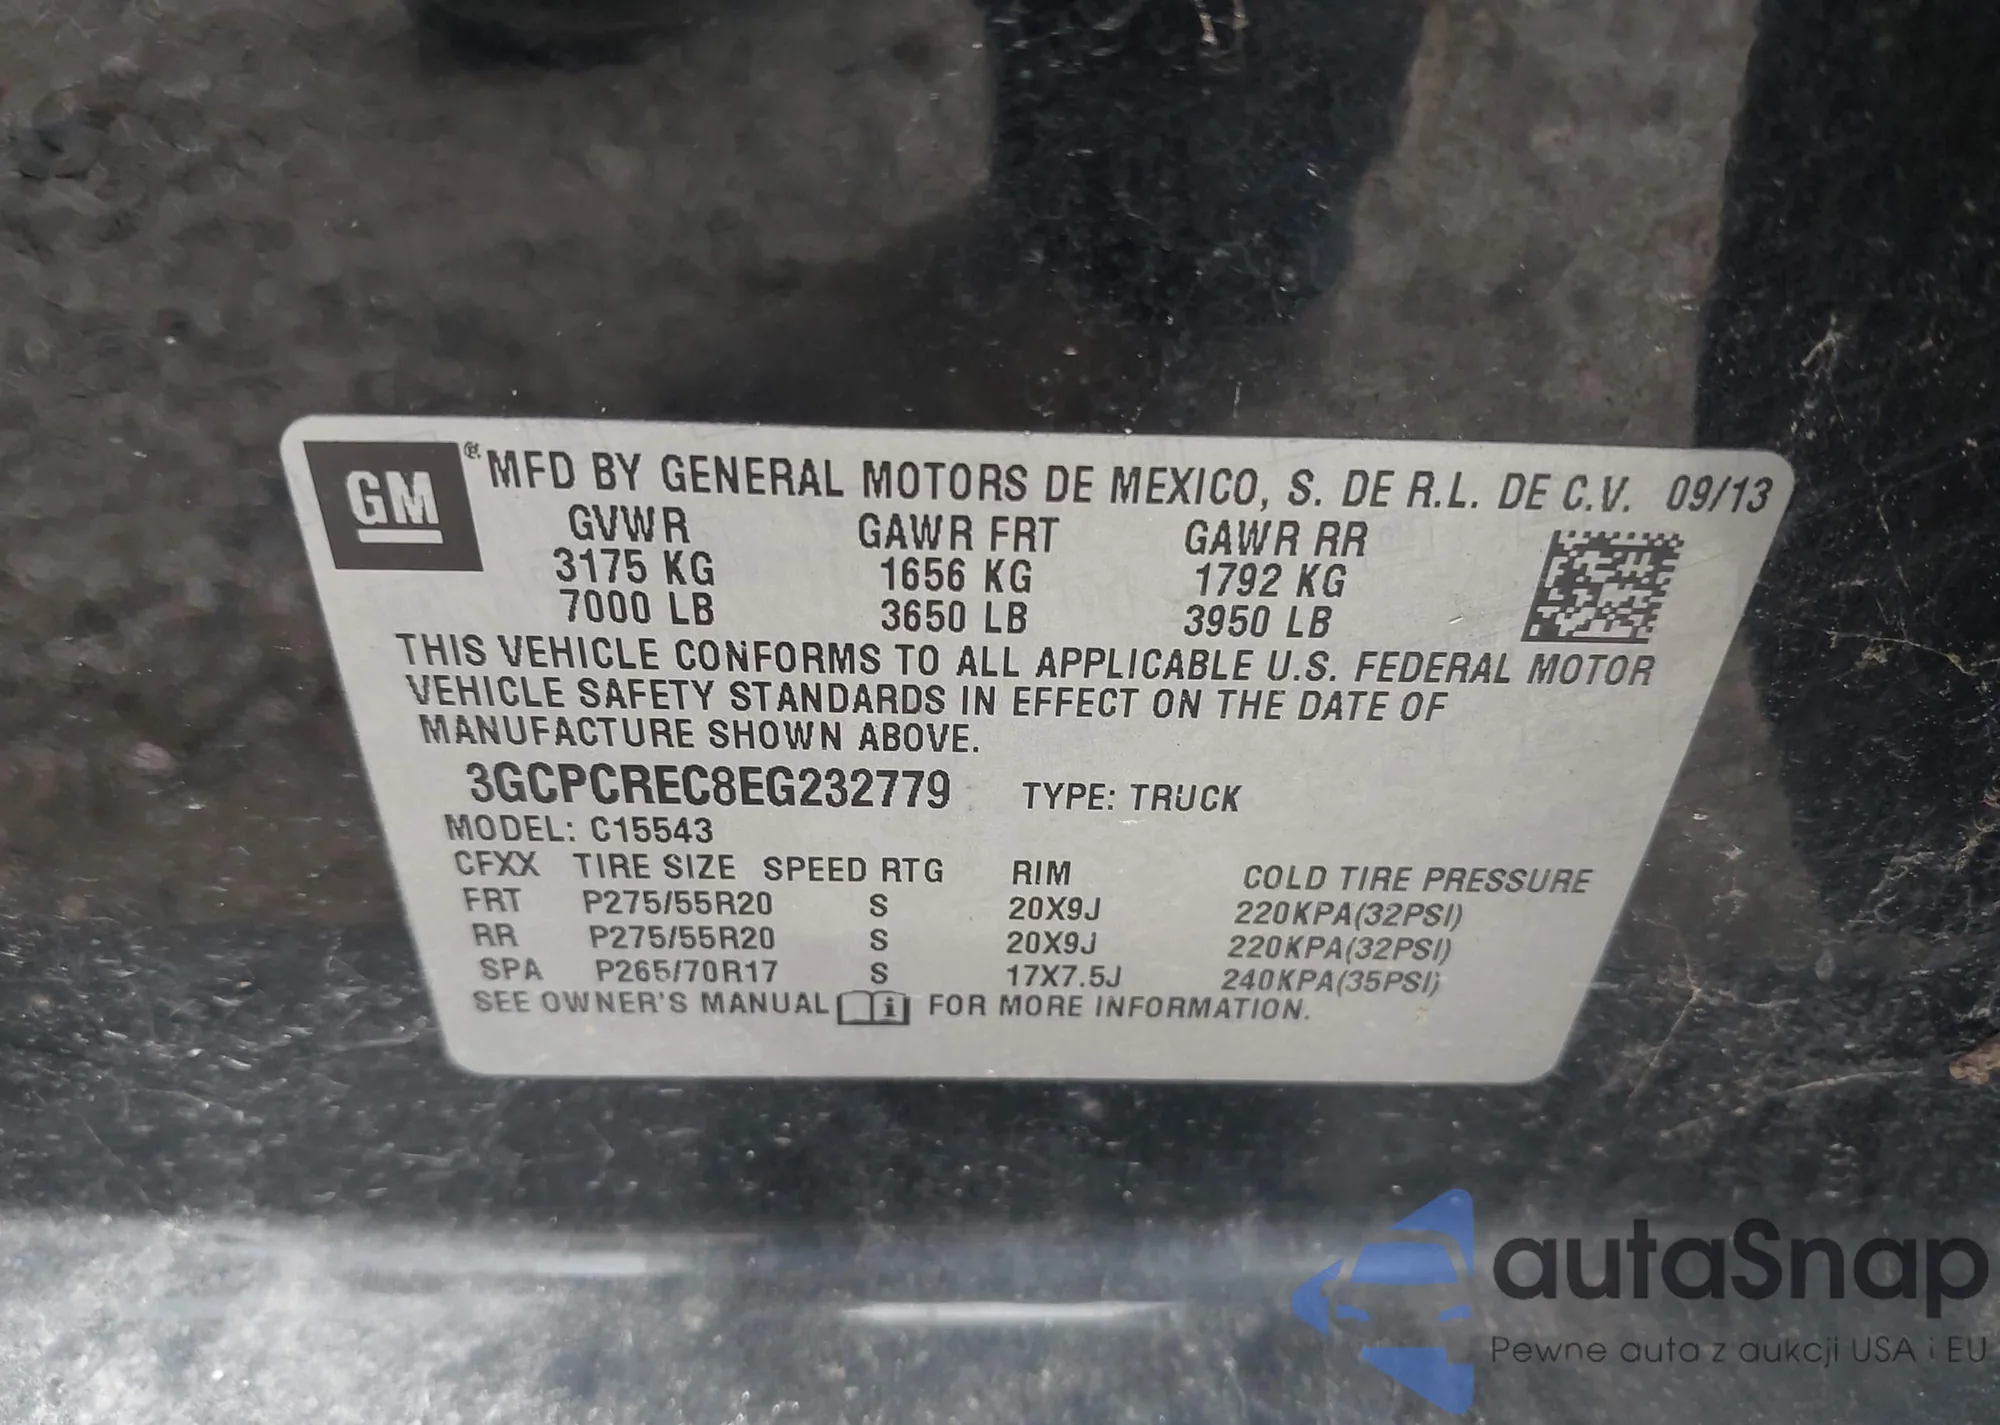 GM ® MFD BY GENERAL MOTORS DE MEXICO, S. DE R.L. DE C.V. 09/13
GVWR GAWR FRT GAWR RR
3175 KG 1656 KG 1792 KG
7000 LB 3650 LB 3950 LB
THIS VEHICLE CONFORMS TO ALL APPLICABLE U.S. FEDERAL MOTOR
VEHICLE SAFETY STANDARDS IN EFFECT ON THE DATE OF
MANUFACTURE SHOWN ABOVE.
3GCPCREC8EG232779 TYPE: TRUCK
MODEL: C15543
CFXX TIRE SIZE SPEED RTG RIM COLD TIRE PRESSURE
FRT P275/55R20 S 20X9J 220KPA(32PSI)
RR P275/55R20 S 20X9J 220KPA(32PSI)
SPA P265/70R17 S 17X7.5J 240KPA(35PSI)
SEE OWNER'S MANUAL i FOR MORE INFORMATION.
autaSnap
Pewne auta z aukcji USA i EU